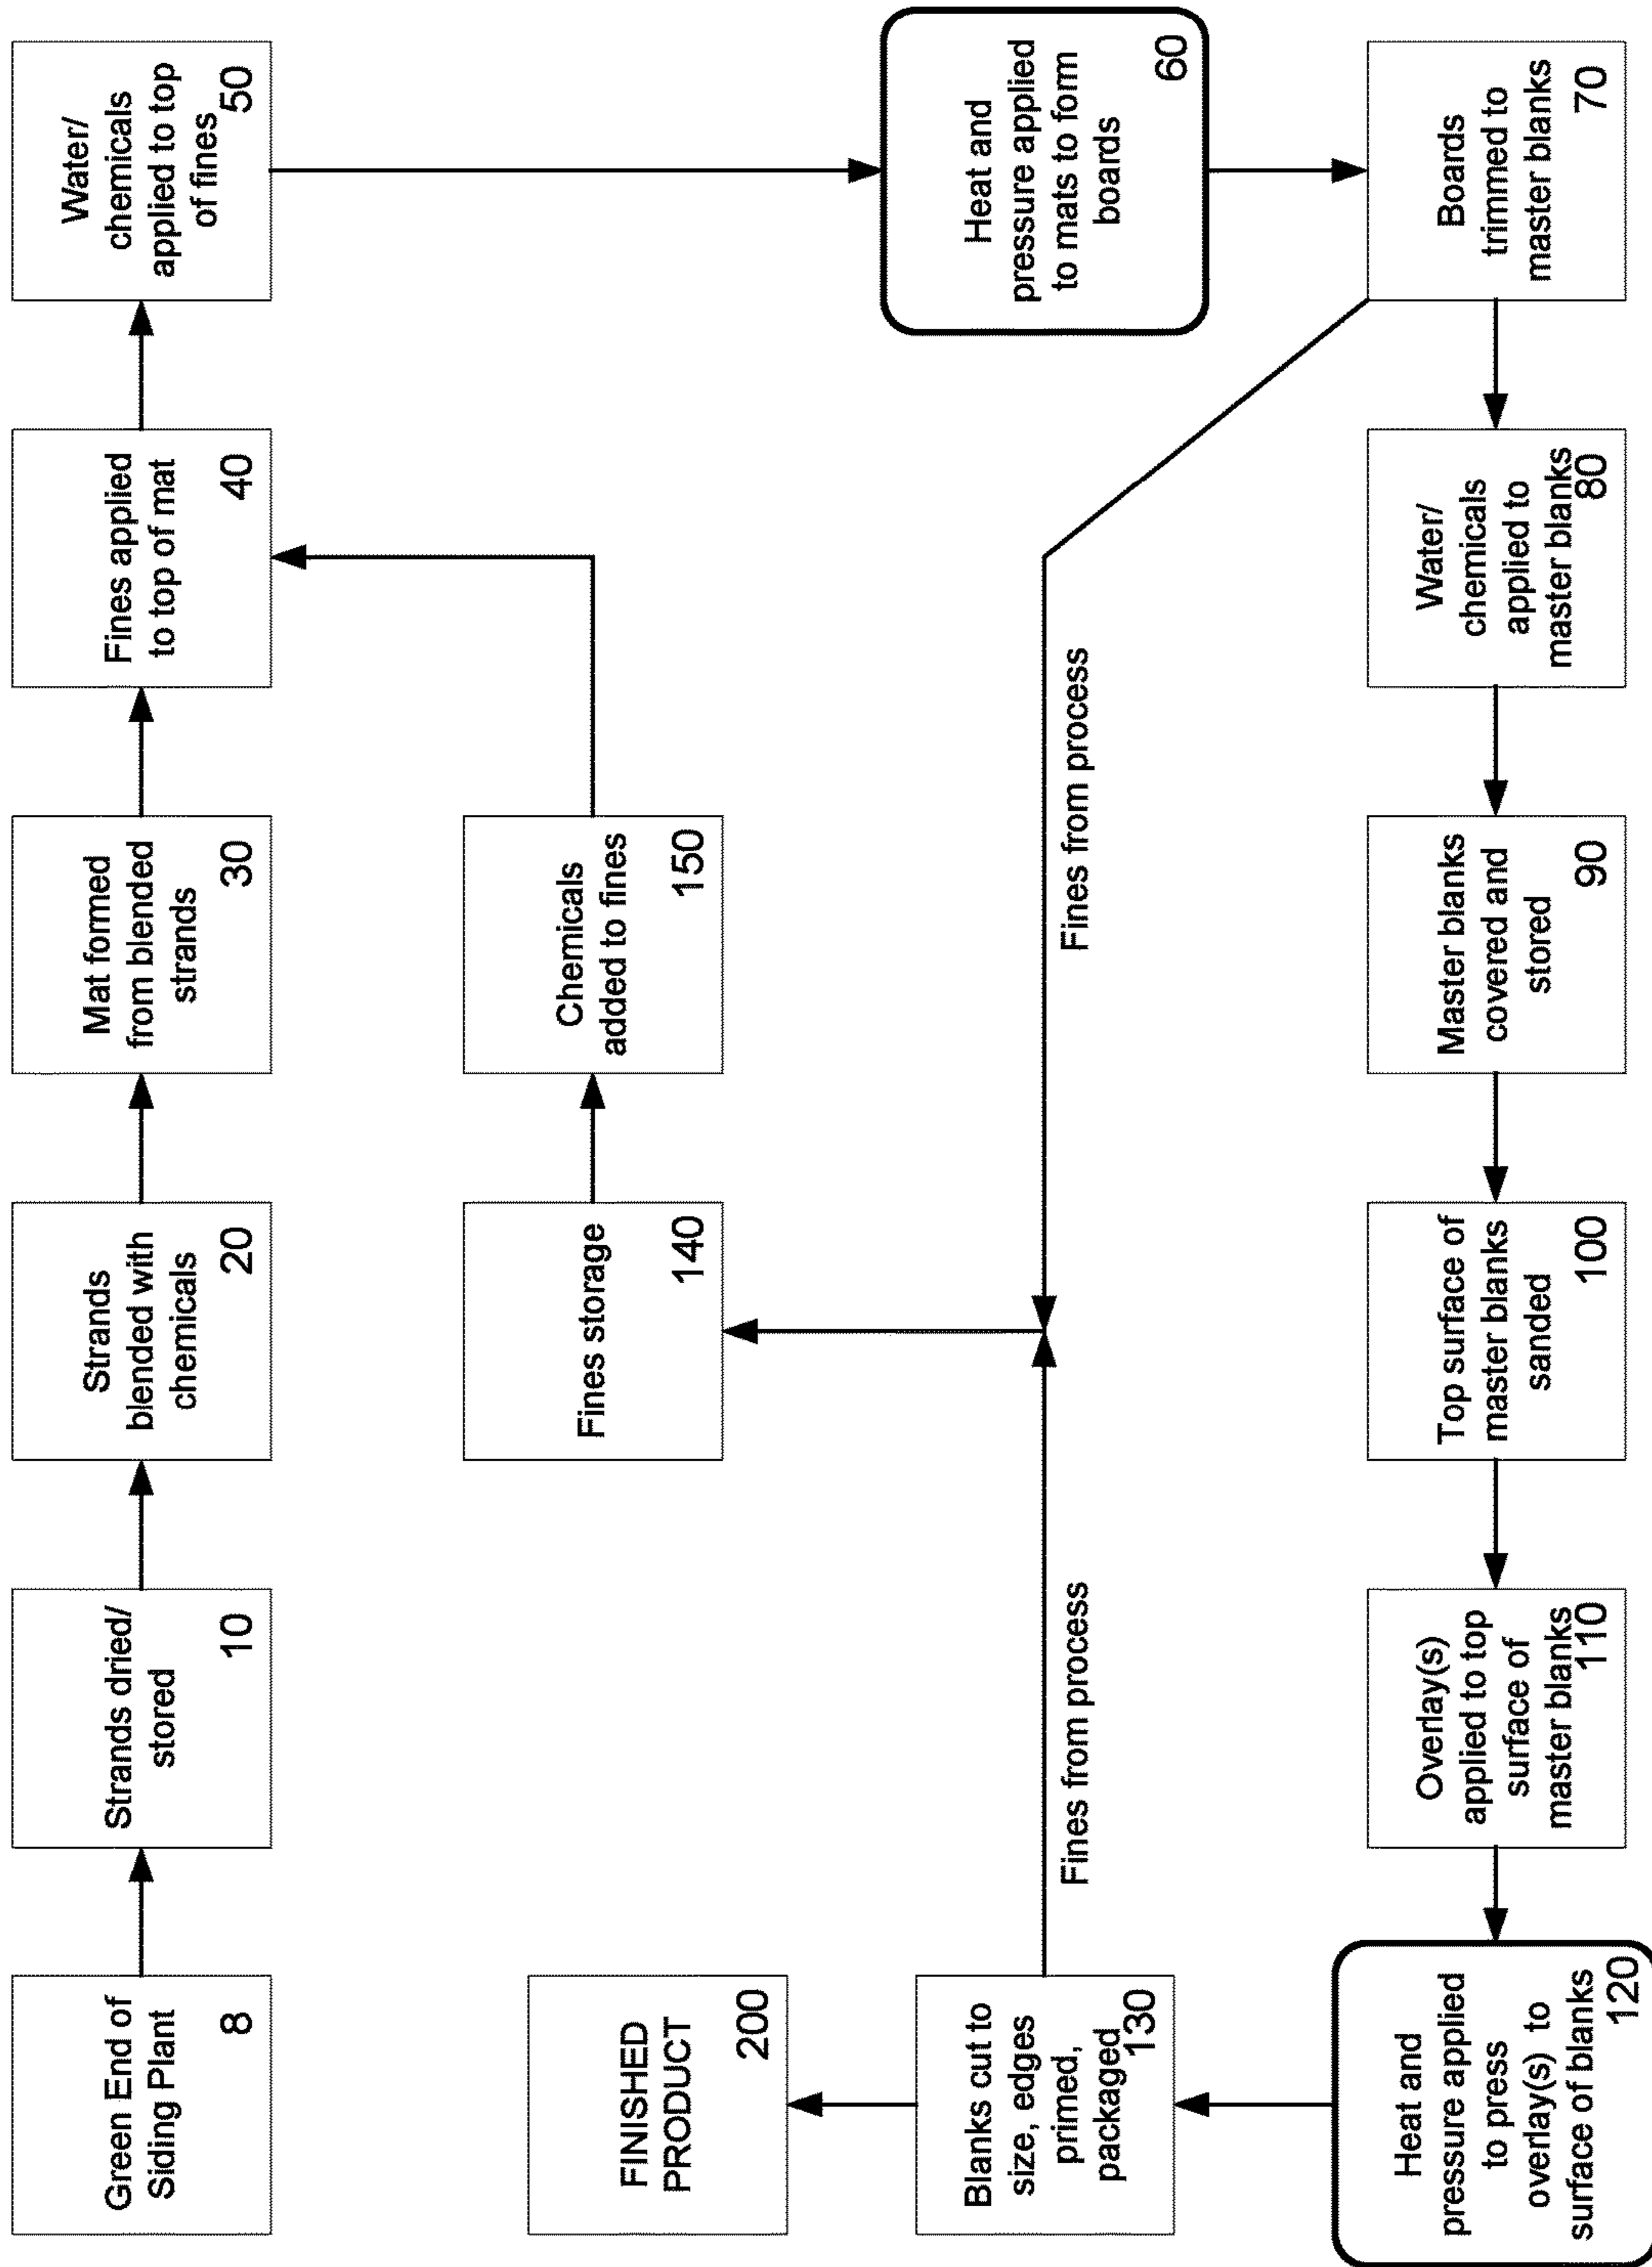 Green End of
Siding Plant
8
Strands dried/
stored
10
Strands
blended with
chemicals
20
Mat formed
from blended
strands
30
Fines applied
to top of mat
40
Water/
chemicals
applied to top
of fines
50
Fines storage
140
Chemicals
added to fines
150
Heat and
pressure applied
to mats to form
boards
60
FINISHED
PRODUCT
200
Blanks cut to
size, edges
primed,
packaged
130
Fines from process
Fines from process
Heat and
pressure applied
to press
overlay(s) to
surface of blanks
120
Overlay(s)
applied to top
surface of
master blanks
110
Top surface of
master blanks
sanded
100
Master blanks
covered and
stored
90
Water/
chemicals
applied to
master blanks
80
Boards
trimmed to
master blanks
70